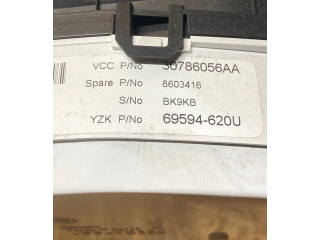 VCC P/No 30786056AA
Spare P/No 8603416
S/No BK9KB
YZK P/No 69594-620U